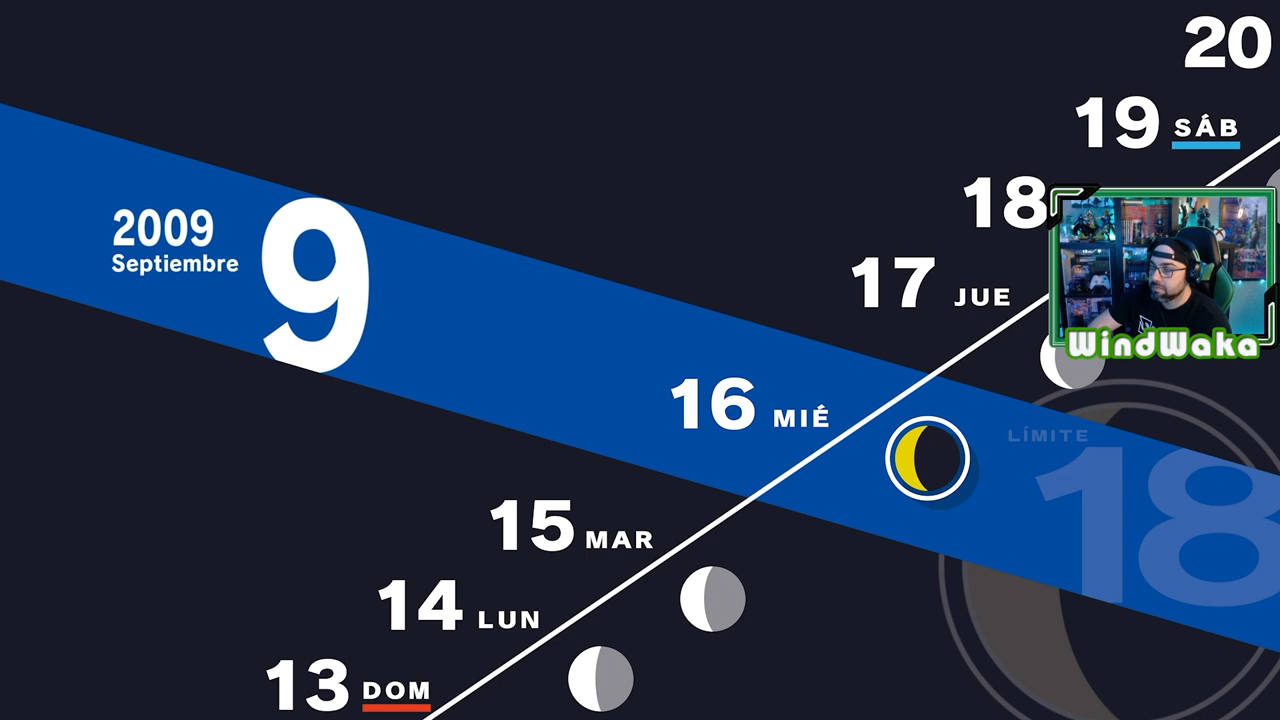 20
19 SÁB
18
17 JUE
2009
Septiembre
9
WindWaka
16 MIÉ
LÍMITE
18
15 MAR
14 LUN
13 DOM